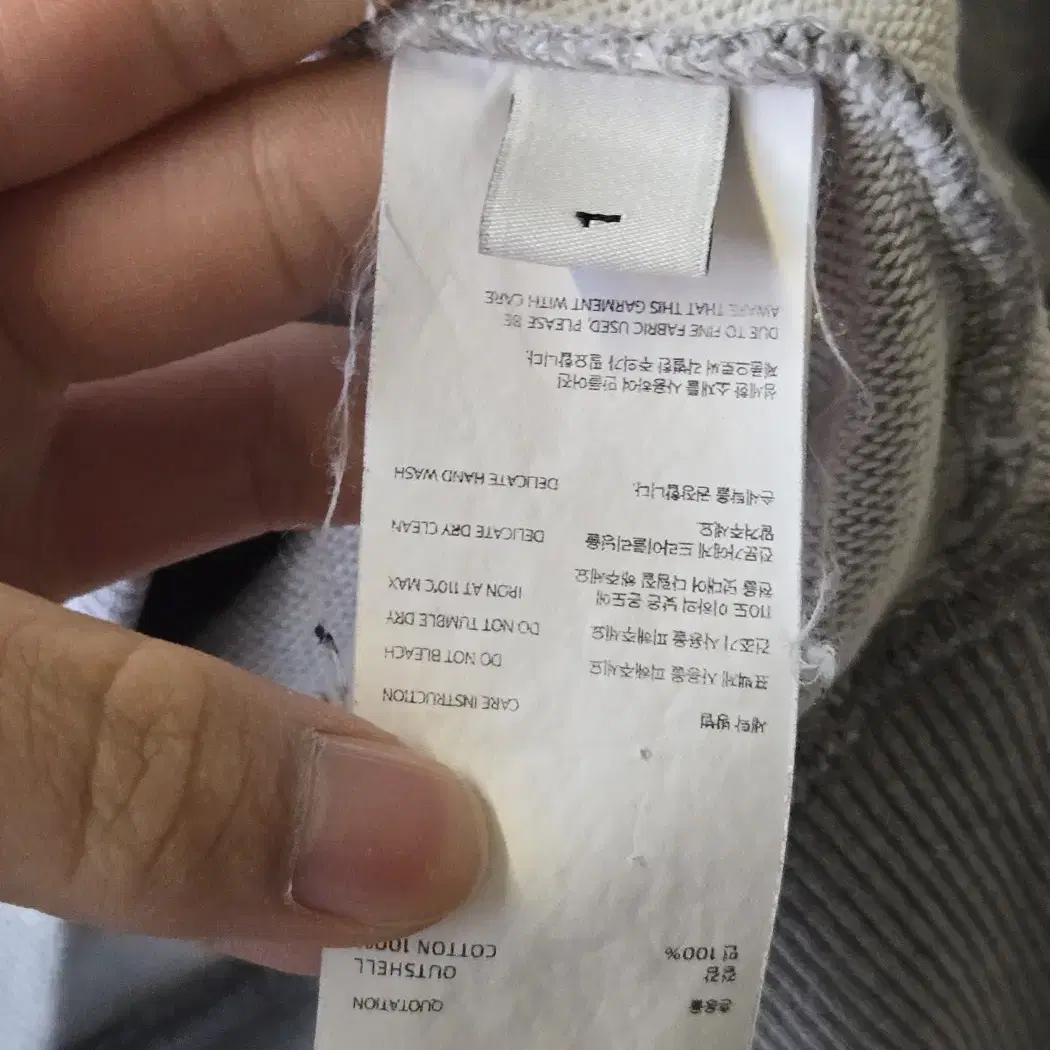 혼용률 QUOTATION
겉감 OUTSHELL
면 100% COTTON 100%
세탁 방법 CARE INSTRUCTION
표백제 사용을 피해주세요 DO NOT BLEACH
건조기 사용을 피해주세요 DO NOT TUMBLE DRY
110도 이하의 낮은 온도에 IRON AT 110°C MAX
천을 덧대어 다림질 해주세요
전문가에게 드라이클리닝을 DELICATE DRY CLEAN
맡겨주세요
손세탁을 권장합니다. DELICATE HAND WASH
섬세한 소재를 사용하여 만들어진
제품으로써 각별한 주의가 필요합니다.
DUE TO FINE FABRIC USED, PLEASE BE
AWARE THAT THIS GARMENT WITH CARE
1